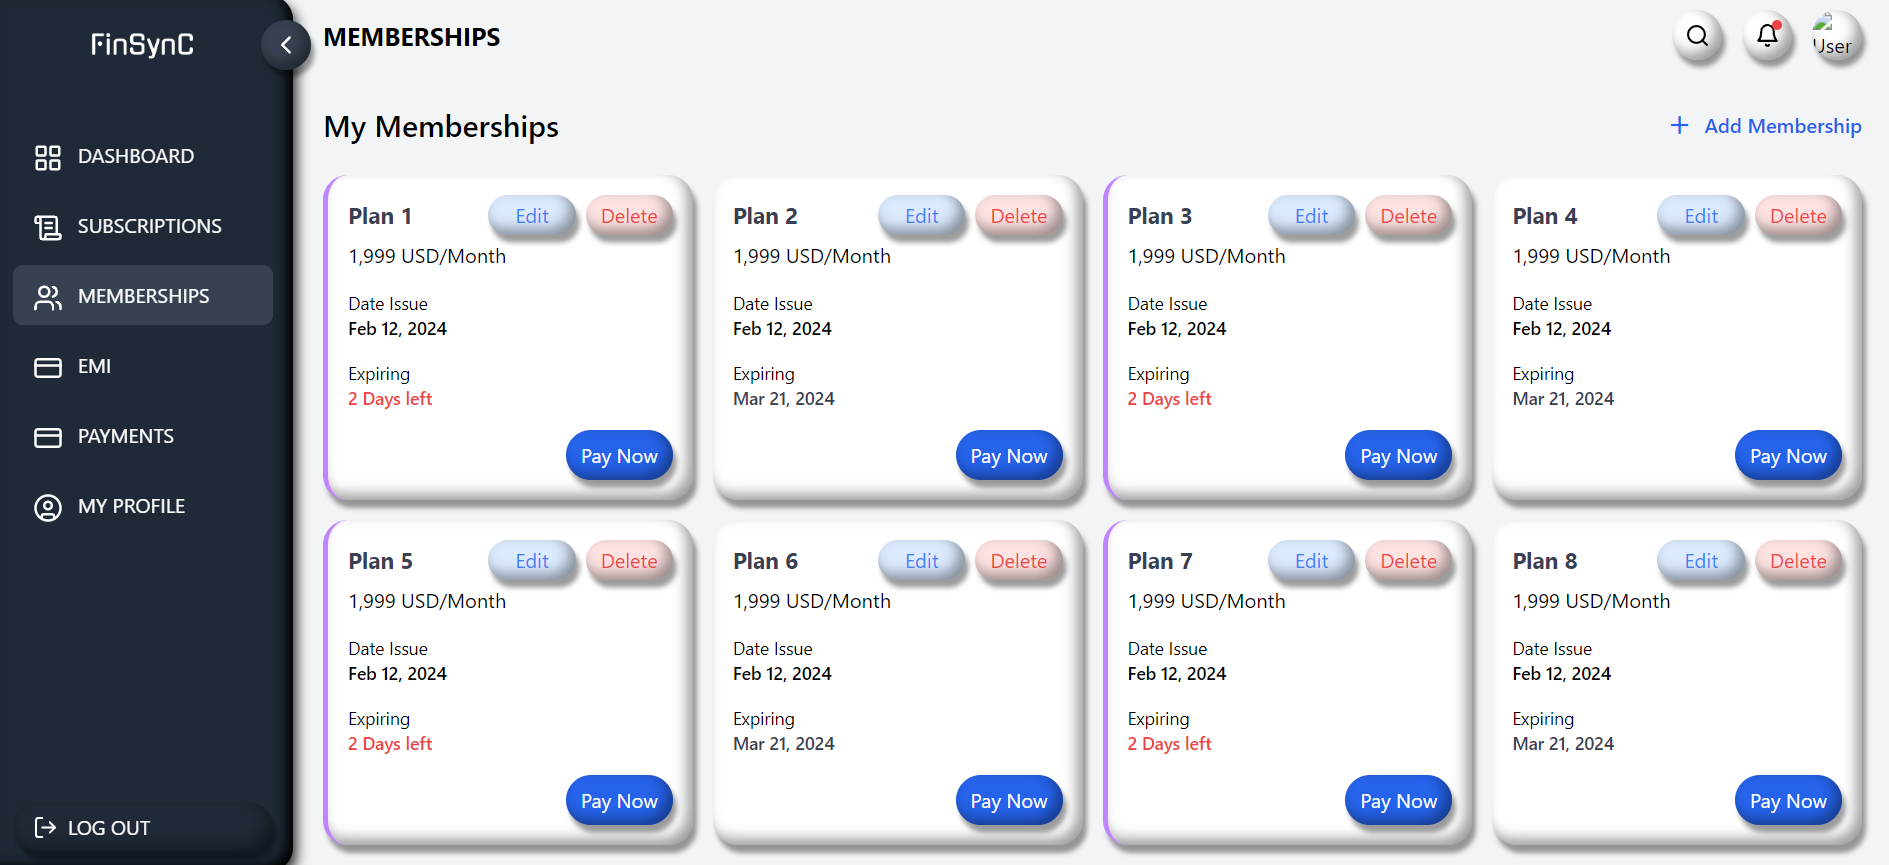 FinSynC
DASHBOARD
SUBSCRIPTIONS
MEMBERSHIPS
EMI
PAYMENTS
MY PROFILE
LOG OUT
MEMBERSHIPS
User
My Memberships
+ Add Membership
Plan 1 Edit Delete
1,999 USD/Month
Date Issue
Feb 12, 2024
Expiring
2 Days left
Pay Now
Plan 2 Edit Delete
1,999 USD/Month
Date Issue
Feb 12, 2024
Expiring
Mar 21, 2024
Pay Now
Plan 3 Edit Delete
1,999 USD/Month
Date Issue
Feb 12, 2024
Expiring
2 Days left
Pay Now
Plan 4 Edit Delete
1,999 USD/Month
Date Issue
Feb 12, 2024
Expiring
Mar 21, 2024
Pay Now
Plan 5 Edit Delete
1,999 USD/Month
Date Issue
Feb 12, 2024
Expiring
2 Days left
Pay Now
Plan 6 Edit Delete
1,999 USD/Month
Date Issue
Feb 12, 2024
Expiring
Mar 21, 2024
Pay Now
Plan 7 Edit Delete
1,999 USD/Month
Date Issue
Feb 12, 2024
Expiring
2 Days left
Pay Now
Plan 8 Edit Delete
1,999 USD/Month
Date Issue
Feb 12, 2024
Expiring
Mar 21, 2024
Pay Now